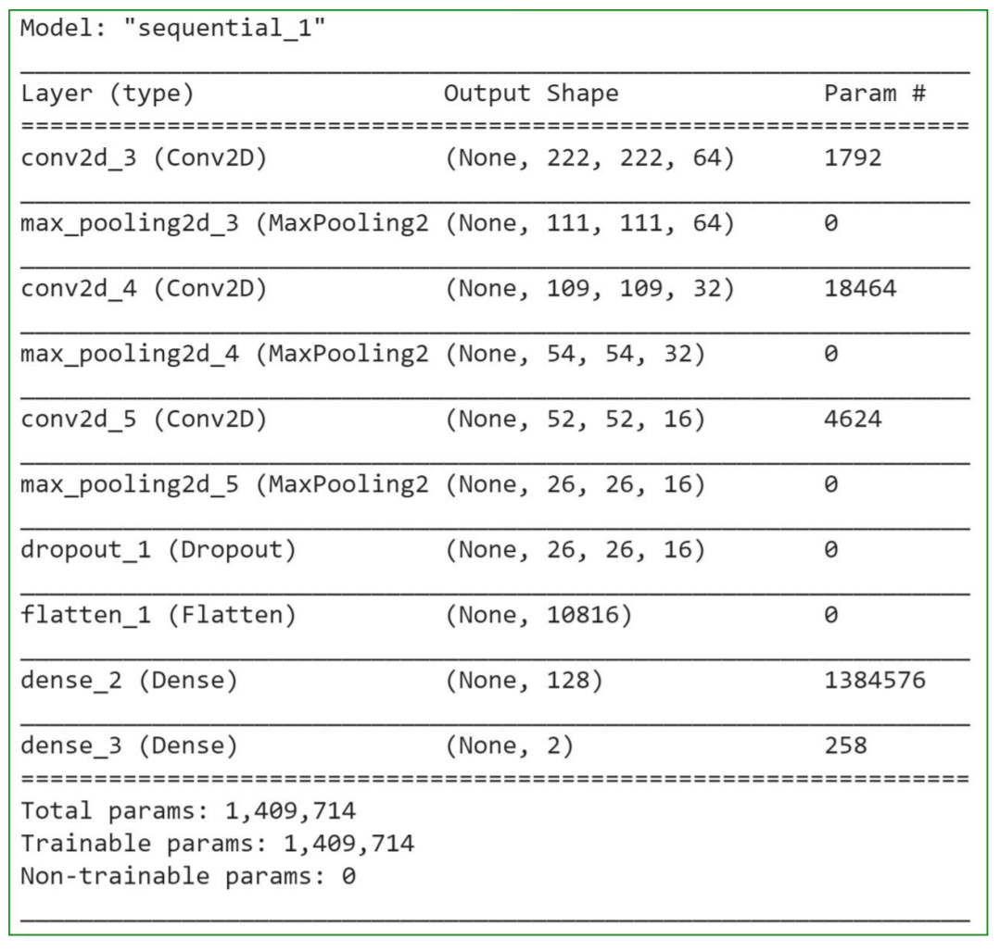 Model: "sequential_1"
_________________________________________________________________
Layer (type)                 Output Shape              Param #
=================================================================
conv2d_3 (Conv2D)            (None, 222, 222, 64)      1792
_________________________________________________________________
max_pooling2d_3 (MaxPooling2 (None, 111, 111, 64)      0
_________________________________________________________________
conv2d_4 (Conv2D)            (None, 109, 109, 32)      18464
_________________________________________________________________
max_pooling2d_4 (MaxPooling2 (None, 54, 54, 32)        0
_________________________________________________________________
conv2d_5 (Conv2D)            (None, 52, 52, 16)        4624
_________________________________________________________________
max_pooling2d_5 (MaxPooling2 (None, 26, 26, 16)        0
_________________________________________________________________
dropout_1 (Dropout)          (None, 26, 26, 16)        0
_________________________________________________________________
flatten_1 (Flatten)          (None, 10816)             0
_________________________________________________________________
dense_2 (Dense)              (None, 128)               1384576
_________________________________________________________________
dense_3 (Dense)              (None, 2)                 258
=================================================================
Total params: 1,409,714
Trainable params: 1,409,714
Non-trainable params: 0
_________________________________________________________________